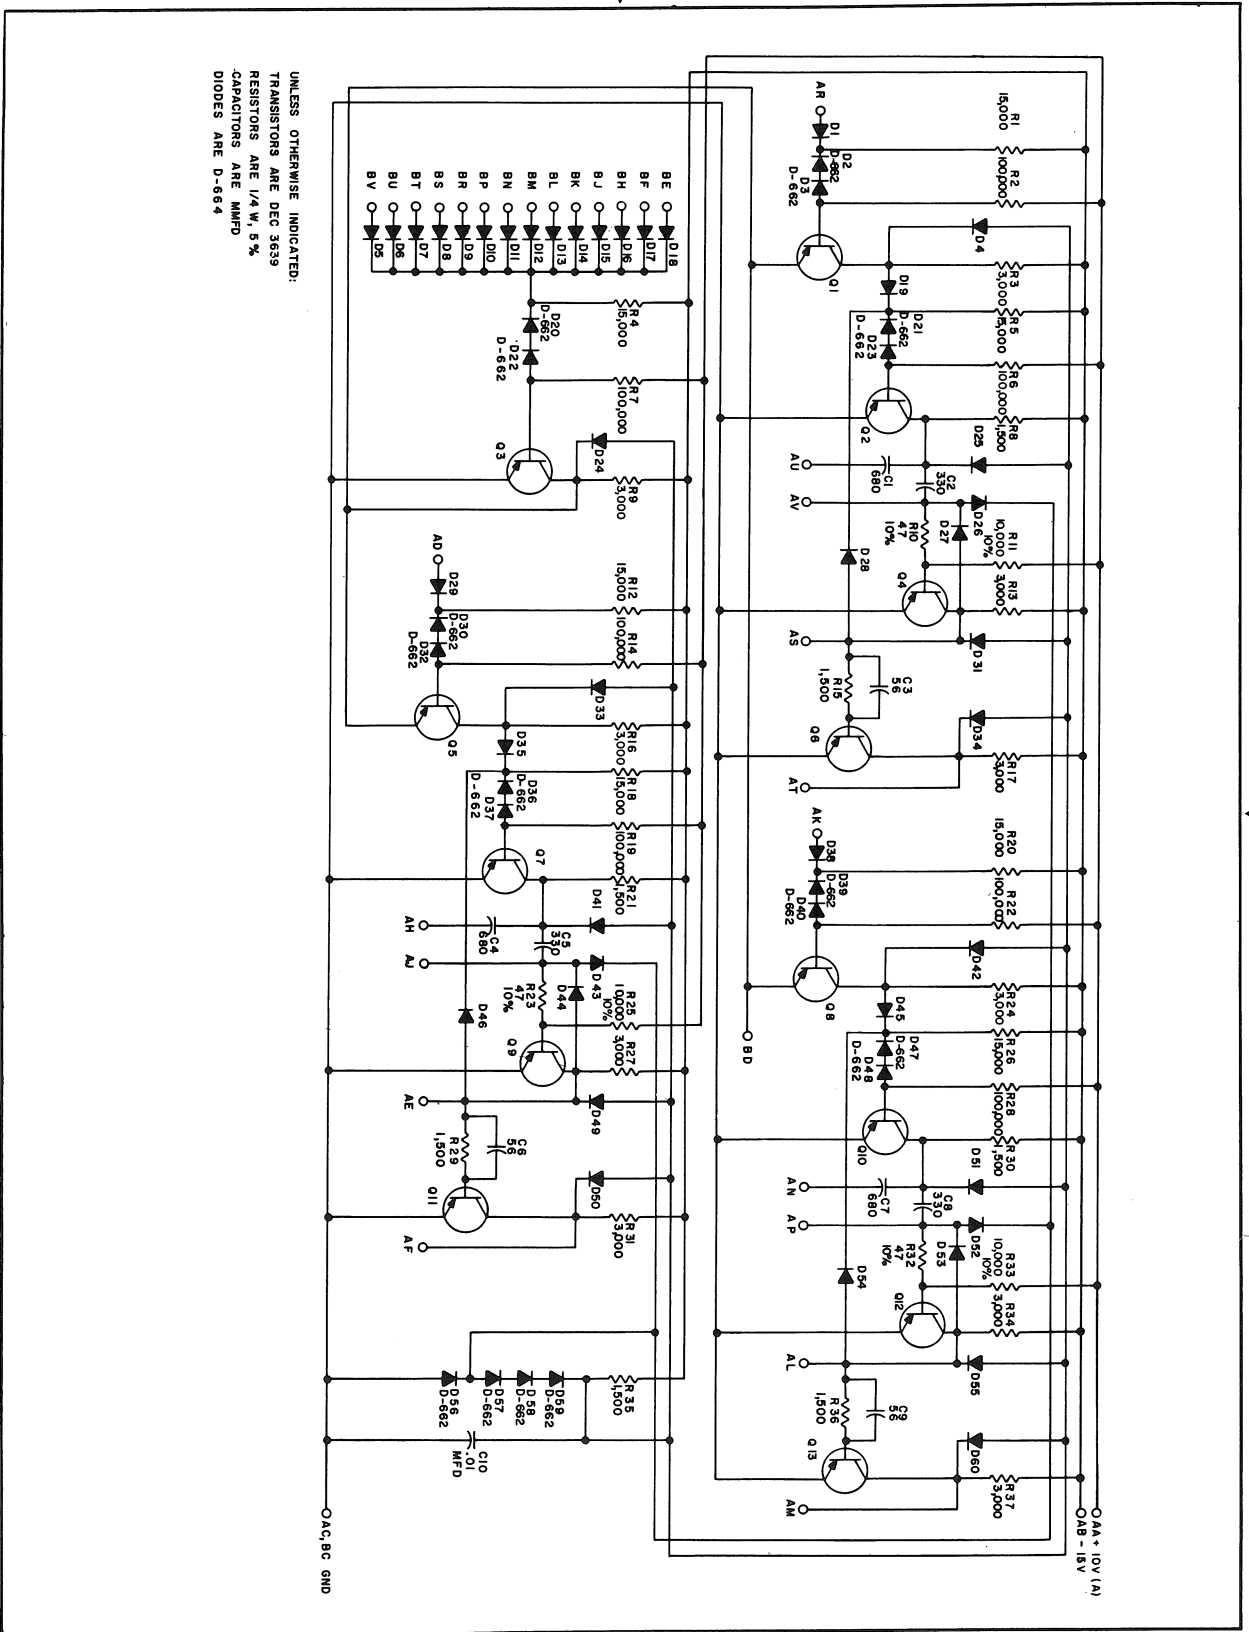 AR
D1
R1
15,000
D2
D-662
D3
D-662
R2
100,000
Q1
D4
R3
3,000
D19
R5
15,000
D21
D-662
D23
D-662
R6
100,000
Q2
R8
1,500
D25
AU
C1
680
C2
330
AV
D26
R10
47
10%
D27
R11
10,000
10%
R13
3,000
Q4
D28
AS
D31
C3
56
R15
1,500
Q6
D34
R17
3,000
AT
AK
D38
R20
15,000
D39
D-662
D40
D-662
R22
100,000
Q8
D42
R24
3,000
D45
R26
15,000
D47
D-662
D48
D-662
R28
100,000
Q10
R30
1,500
D51
AN
C7
680
C8
330
AP
D52
R32
47
10%
D53
R33
10,000
10%
R34
3,000
Q12
D54
AL
D55
C9
56
R36
1,500
Q13
D60
R37
3,000
AM
AA + 10V (A)
AB - 15V
BD
BE
BF
BH
BJ
BK
BL
BM
BN
BP
BR
BS
BT
BU
BV
D18
D17
D16
D15
D14
D13
D12
D11
D10
D9
D8
D7
D6
D5
R4
15,000
D20
D-662
D22
D-662
R7
100,000
Q3
D24
R9
3,000
AD
D29
R12
15,000
D30
D-662
D32
D-662
R14
100,000
Q5
D33
R16
3,000
D35
R18
15,000
D36
D-662
D37
D-662
R19
100,000
Q7
R21
1,500
D41
AH
C4
680
C5
330
AJ
D43
R23
47
10%
D44
R25
10,000
10%
R27
3,000
Q9
D46
AE
D49
C6
56
R29
1,500
Q11
D50
R31
3,000
AF
R35
1,500
D59
D-662
D58
D-662
D57
D-662
D56
D-662
C10
.01
MFD
AC,BC GND
UNLESS OTHERWISE INDICATED:
TRANSISTORS ARE DEC 3639
RESISTORS ARE 1/4 W, 5 %
CAPACITORS ARE MMFD
DIODES ARE D-664